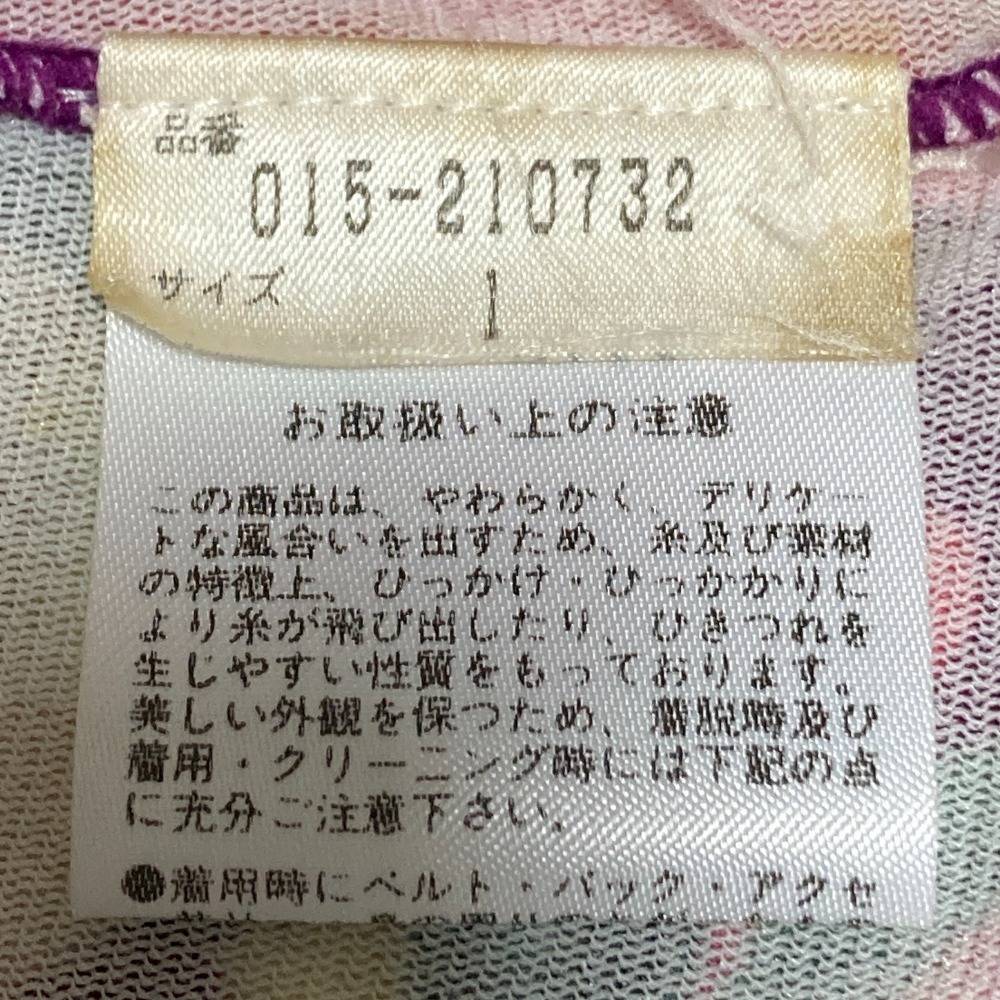 品番
015-210732
サイズ 1
お取扱い上の注意
この商品は、やわらかく、デリケー
トな風合いを出すため、糸及び素材
の特徴上、ひっかけ・ひっかかりに
より糸が飛び出したり、ひきつれを
生じやすい性質をもっております。
美しい外観を保つため、着脱時及び
着用・クリーニング時には下記の点
に充分ご注意下さい。
●着用時にベルト・バック・アクセ